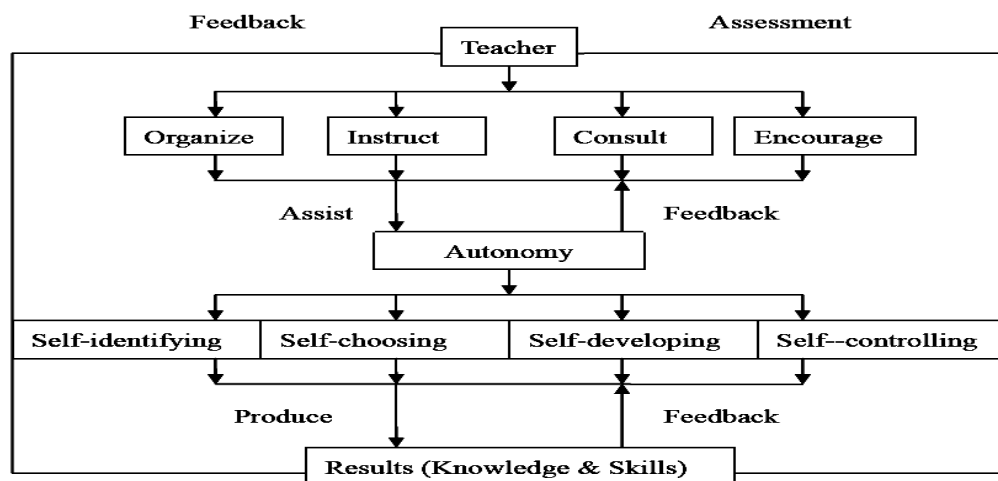 Feedback Assessment
Teacher
Organize Instruct Consult Encourage
Assist Feedback
Autonomy
Self-identifying Self-choosing Self-developing Self--controlling
Produce Feedback
Results (Knowledge & Skills)